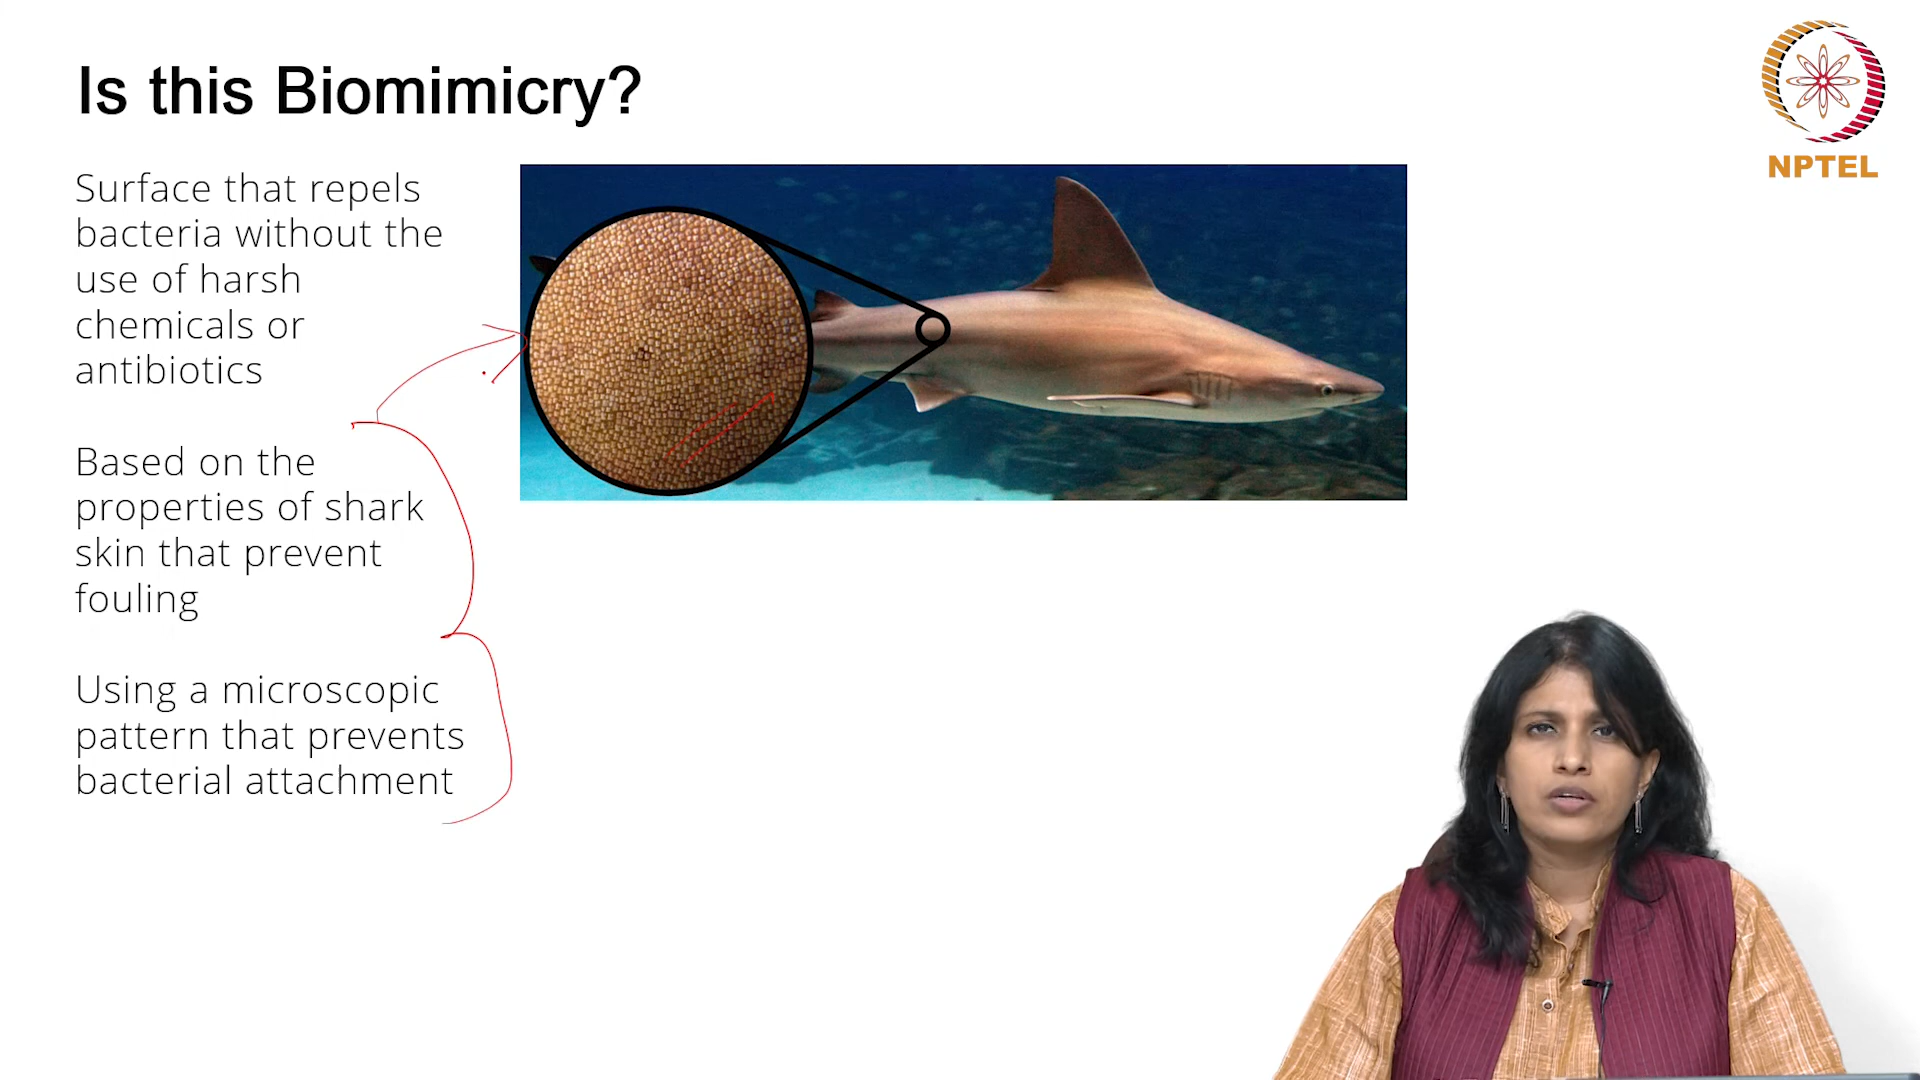 Is this Biomimicry?
NPTEL
Surface that repels
bacteria without the
use of harsh
chemicals or
antibiotics
Based on the
properties of shark
skin that prevent
fouling
Using a microscopic
pattern that prevents
bacterial attachment